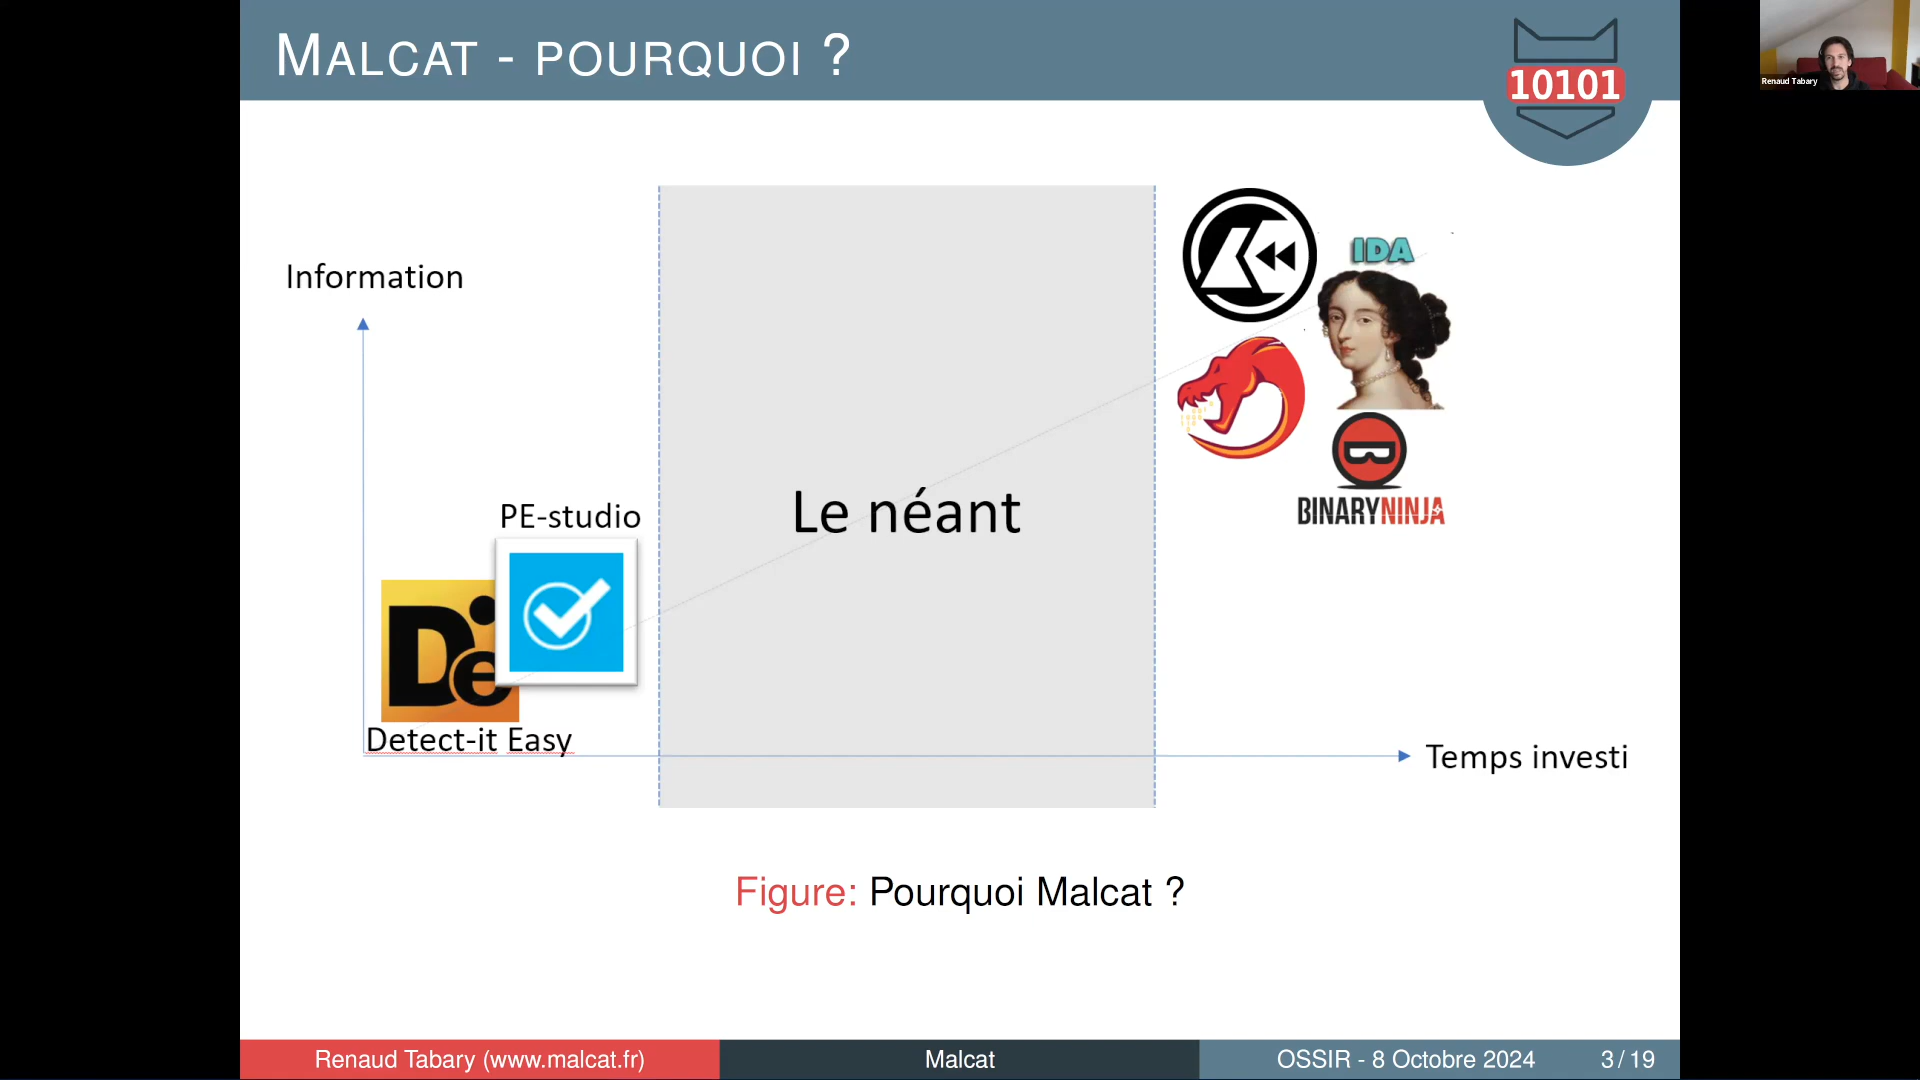 MALCAT - POURQUOI ?
10101
Renaud Tabary
Information
IDA
PE-studio
Le néant
BINARYNINJA
De
Detect-it Easy
Temps investi
Figure: Pourquoi Malcat ?
Renaud Tabary (www.malcat.fr)
Malcat
OSSIR - 8 Octobre 2024
3 / 19